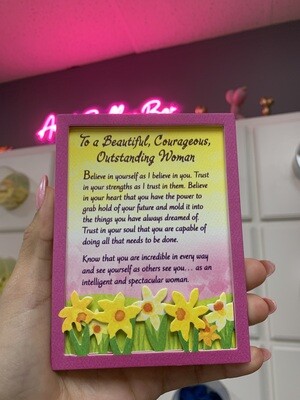 To a Beautiful, Courageous,
Outstanding Woman
Believe in yourself as I believe in you. Trust
in your strengths as I trust in them. Believe
in your heart that you have the power to
grab hold of your future and mold it into
the things you have always dreamed of.
Trust in your soul that you are capable of
doing all that needs to be done.
Know that you are incredible in every way
and see yourself as others see you... as an
intelligent and spectacular woman.